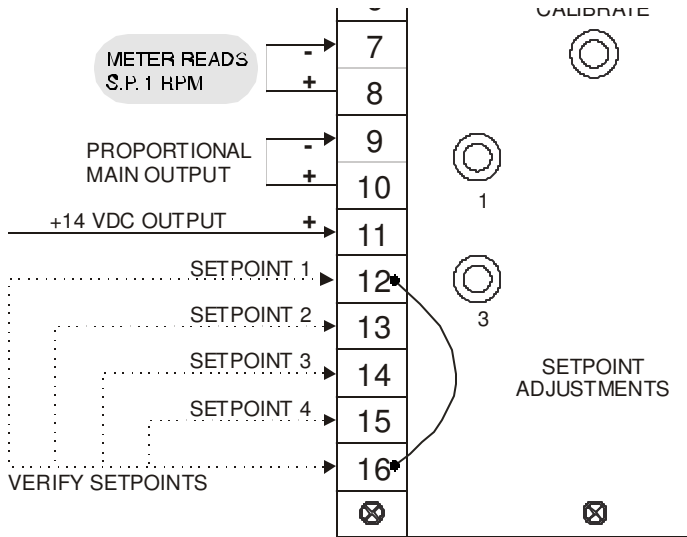 CALIBRATE
METER READS
S.P. 1 RPM
-
+
7
8
PROPORTIONAL
MAIN OUTPUT
-
+
9
10
1
+14 VDC OUTPUT
+
11
SETPOINT 1
12
3
SETPOINT 2
13
SETPOINT 3
14
SETPOINT
ADJUSTMENTS
SETPOINT 4
15
16
VERIFY SETPOINTS